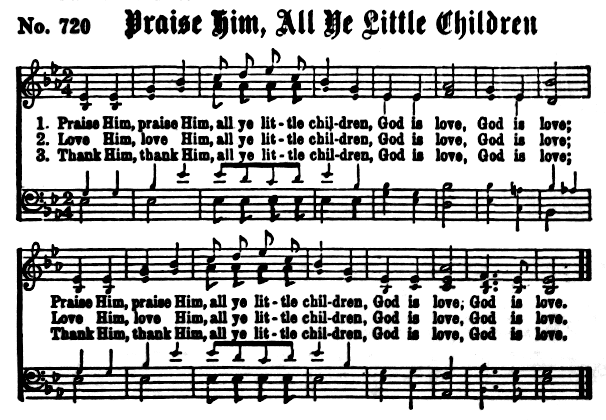 No. 720 Praise Him, All Ye Little Children
1. Praise Him, praise Him, all ye lit-tle chil-dren, God is love, God is love;
2. Love Him, love Him, all ye lit-tle chil-dren, God is love, God is love;
3. Thank Him, thank Him, all ye lit-tle chil-dren, God is love, God is love;
Praise Him, praise Him, all ye lit-tle chil-dren, God is love; God is love.
Love Him, love Him, all ye lit-tle chil-dren, God is love, God is love.
Thank Him, thank Him, all ye lit-tle chil-dren, God is love, God is love.